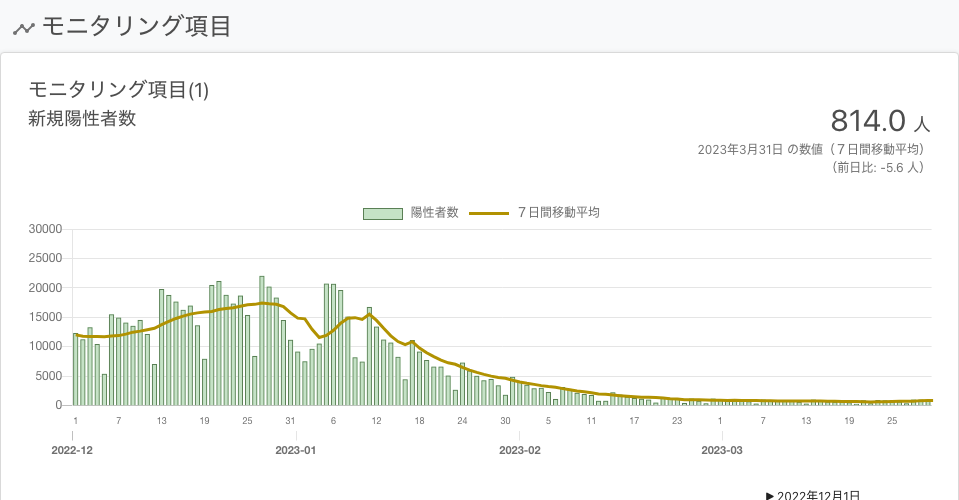 モニタリング項目
モニタリング項目(1)
新規陽性者数
814.0 人
2023年3月31日 の数値（７日間移動平均）
（前日比: -5.6 人）
陽性者数 ７日間移動平均
30000
25000
20000
15000
10000
5000
0
1 7 13 19 25 31 6 12 18 24 30 5 11 17 23 1 7 13 19 25
2022-12 2023-01 2023-02 2023-03
▶ 2022年12月1日